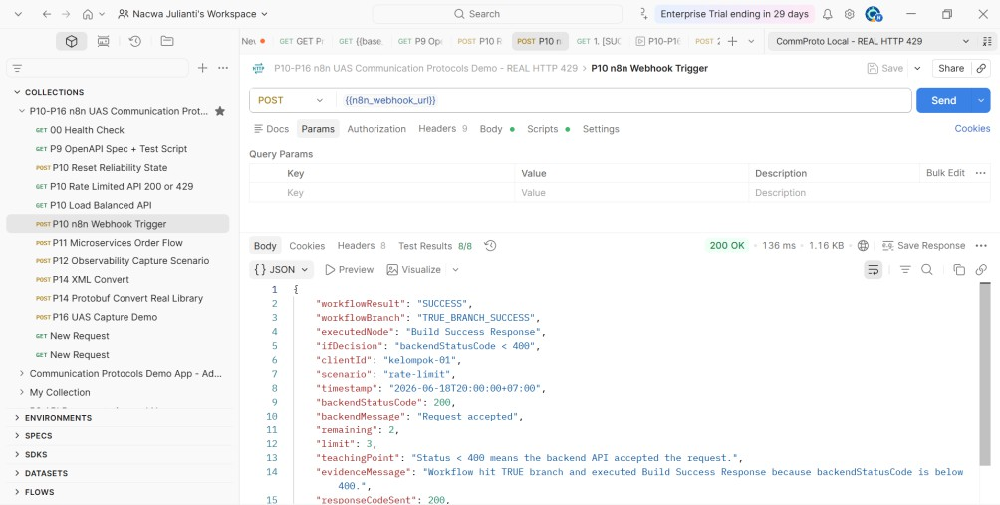 Nacwa Julianti's Workspace
Search
Enterprise Trial ending in 29 days
Nev
GET GET P
GET {{base.
GET P9 Op
POST P10 R
POST P10 n
GET 1. [SUC
P10–P16
POST 2
CommProto Local - REAL HTTP 429
COLLECTIONS
P10-P16 n8n UAS Communication Prot...
GET 00 Health Check
GET P9 OpenAPI Spec + Test Script
POST P10 Reset Reliability State
POST P10 Rate Limited API 200 or 429
GET P10 Load Balanced API
POST P10 n8n Webhook Trigger
POST P11 Microservices Order Flow
POST P12 Observability Capture Scenario
POST P14 XML Convert
POST P14 Protobuf Convert Real Library
POST P16 UAS Capture Demo
GET New Request
GET New Request
Communication Protocols Demo App - Ad...
My Collection
ENVIRONMENTS
SPECS
SDKS
DATASETS
FLOWS
HTTP P10-P16 n8n UAS Communication Protocols Demo - REAL HTTP 429 > P10 n8n Webhook Trigger
Save
Share
POST {{n8n_webhook_url}}
Send
Docs Params Authorization Headers 9 Body Scripts Settings Cookies
Query Params
Key Value Description Bulk Edit
Key Value Description
Body Cookies Headers 8 Test Results 8/8 200 OK 136 ms 1.16 KB Save Response
{} JSON Preview Visualize
1 {
2 "workflowResult": "SUCCESS",
3 "workflowBranch": "TRUE_BRANCH_SUCCESS",
4 "executedNode": "Build Success Response",
5 "ifDecision": "backendStatusCode < 400",
6 "clientId": "kelompok-01",
7 "scenario": "rate-limit",
8 "timestamp": "2026-06-18T20:00:00+07:00",
9 "backendStatusCode": 200,
10 "backendMessage": "Request accepted",
11 "remaining": 2,
12 "limit": 3,
13 "teachingPoint": "Status < 400 means the backend API accepted the request.",
14 "evidenceMessage": "Workflow hit TRUE branch and executed Build Success Response because backendStatusCode is below
400.",
15 "responseCodeSent": 200,